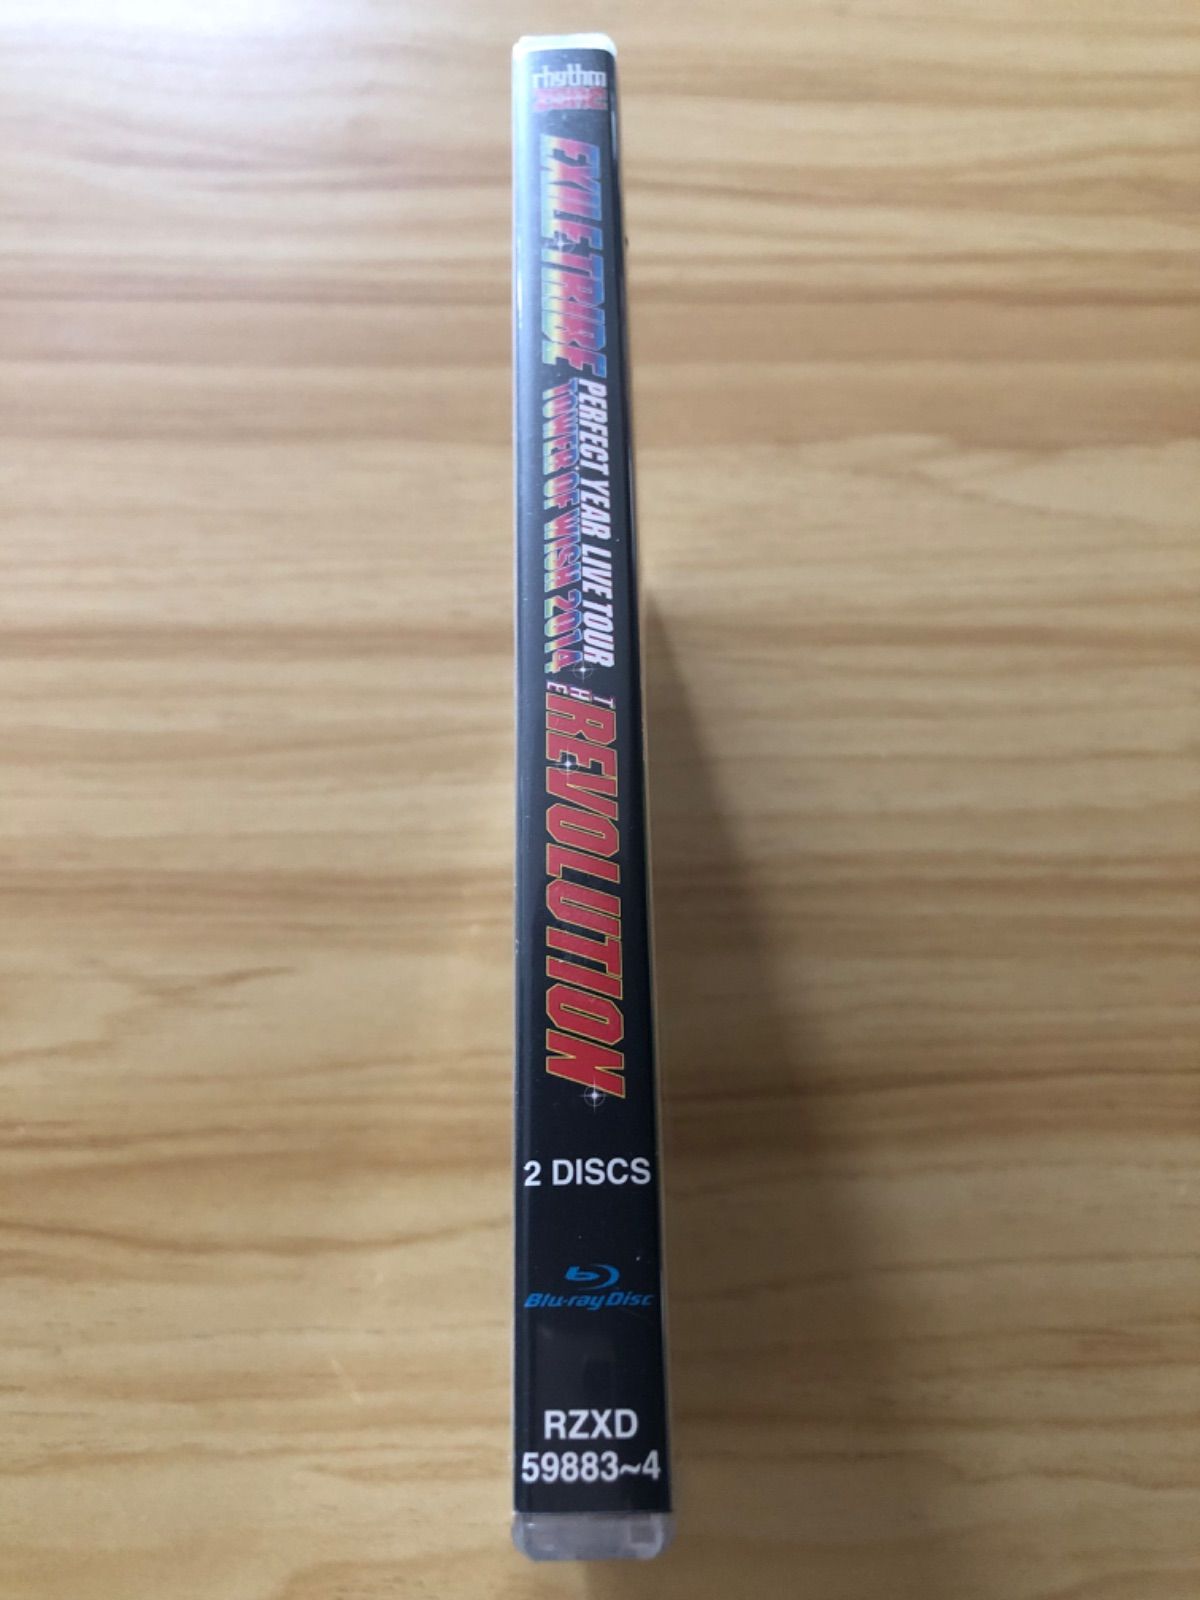 rhythm
zone
EXILE TRIBE
PERFECT YEAR LIVE TOUR
TOWER OF WISH 2014
THE
REVOLUTION
2 DISCS
Blu-ray Disc
RZXD
59883~4